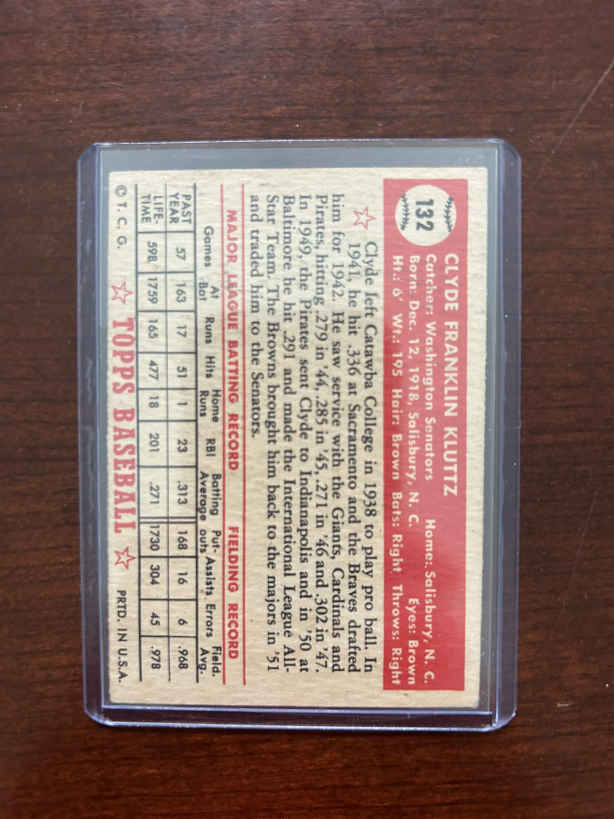 132
CLYDE FRANKLIN KLUTTZ
Catcher: Washington Senators Home: Salisbury, N. C.
Born: Dec. 12, 1918, Salisbury, N. C. Eyes: Brown
Ht.: 6' Wt.: 195 Hair: Brown Bats: Right Throws: Right
Clyde left Catawba College in 1938 to play pro ball. In
1941, he hit .336 at Sacramento and the Braves drafted
him for 1942. He saw service with the Giants, Cardinals and
Pirates, hitting .279 in '44, .285 in '45, .271 in '46 and .302 in '47.
In 1949, the Pirates sent Clyde to Indianapolis and in '50 at
Baltimore he hit .291 and made the International League All-
Star Team. The Browns brought him back to the majors in '51
and traded him to the Senators.
MAJOR LEAGUE BATTING RECORD FIELDING RECORD
Games At Bat Runs Hits Home Runs RBI Batting Average Put-outs Assists Errors Field. Avg.
PAST YEAR 57 163 17 51 1 23 .313 168 16 6 .968
LIFE-TIME 598 1759 165 477 18 201 .271 1730 304 45 .978
© T. C. G. TOPPS BASEBALL PRTD. IN U.S.A.